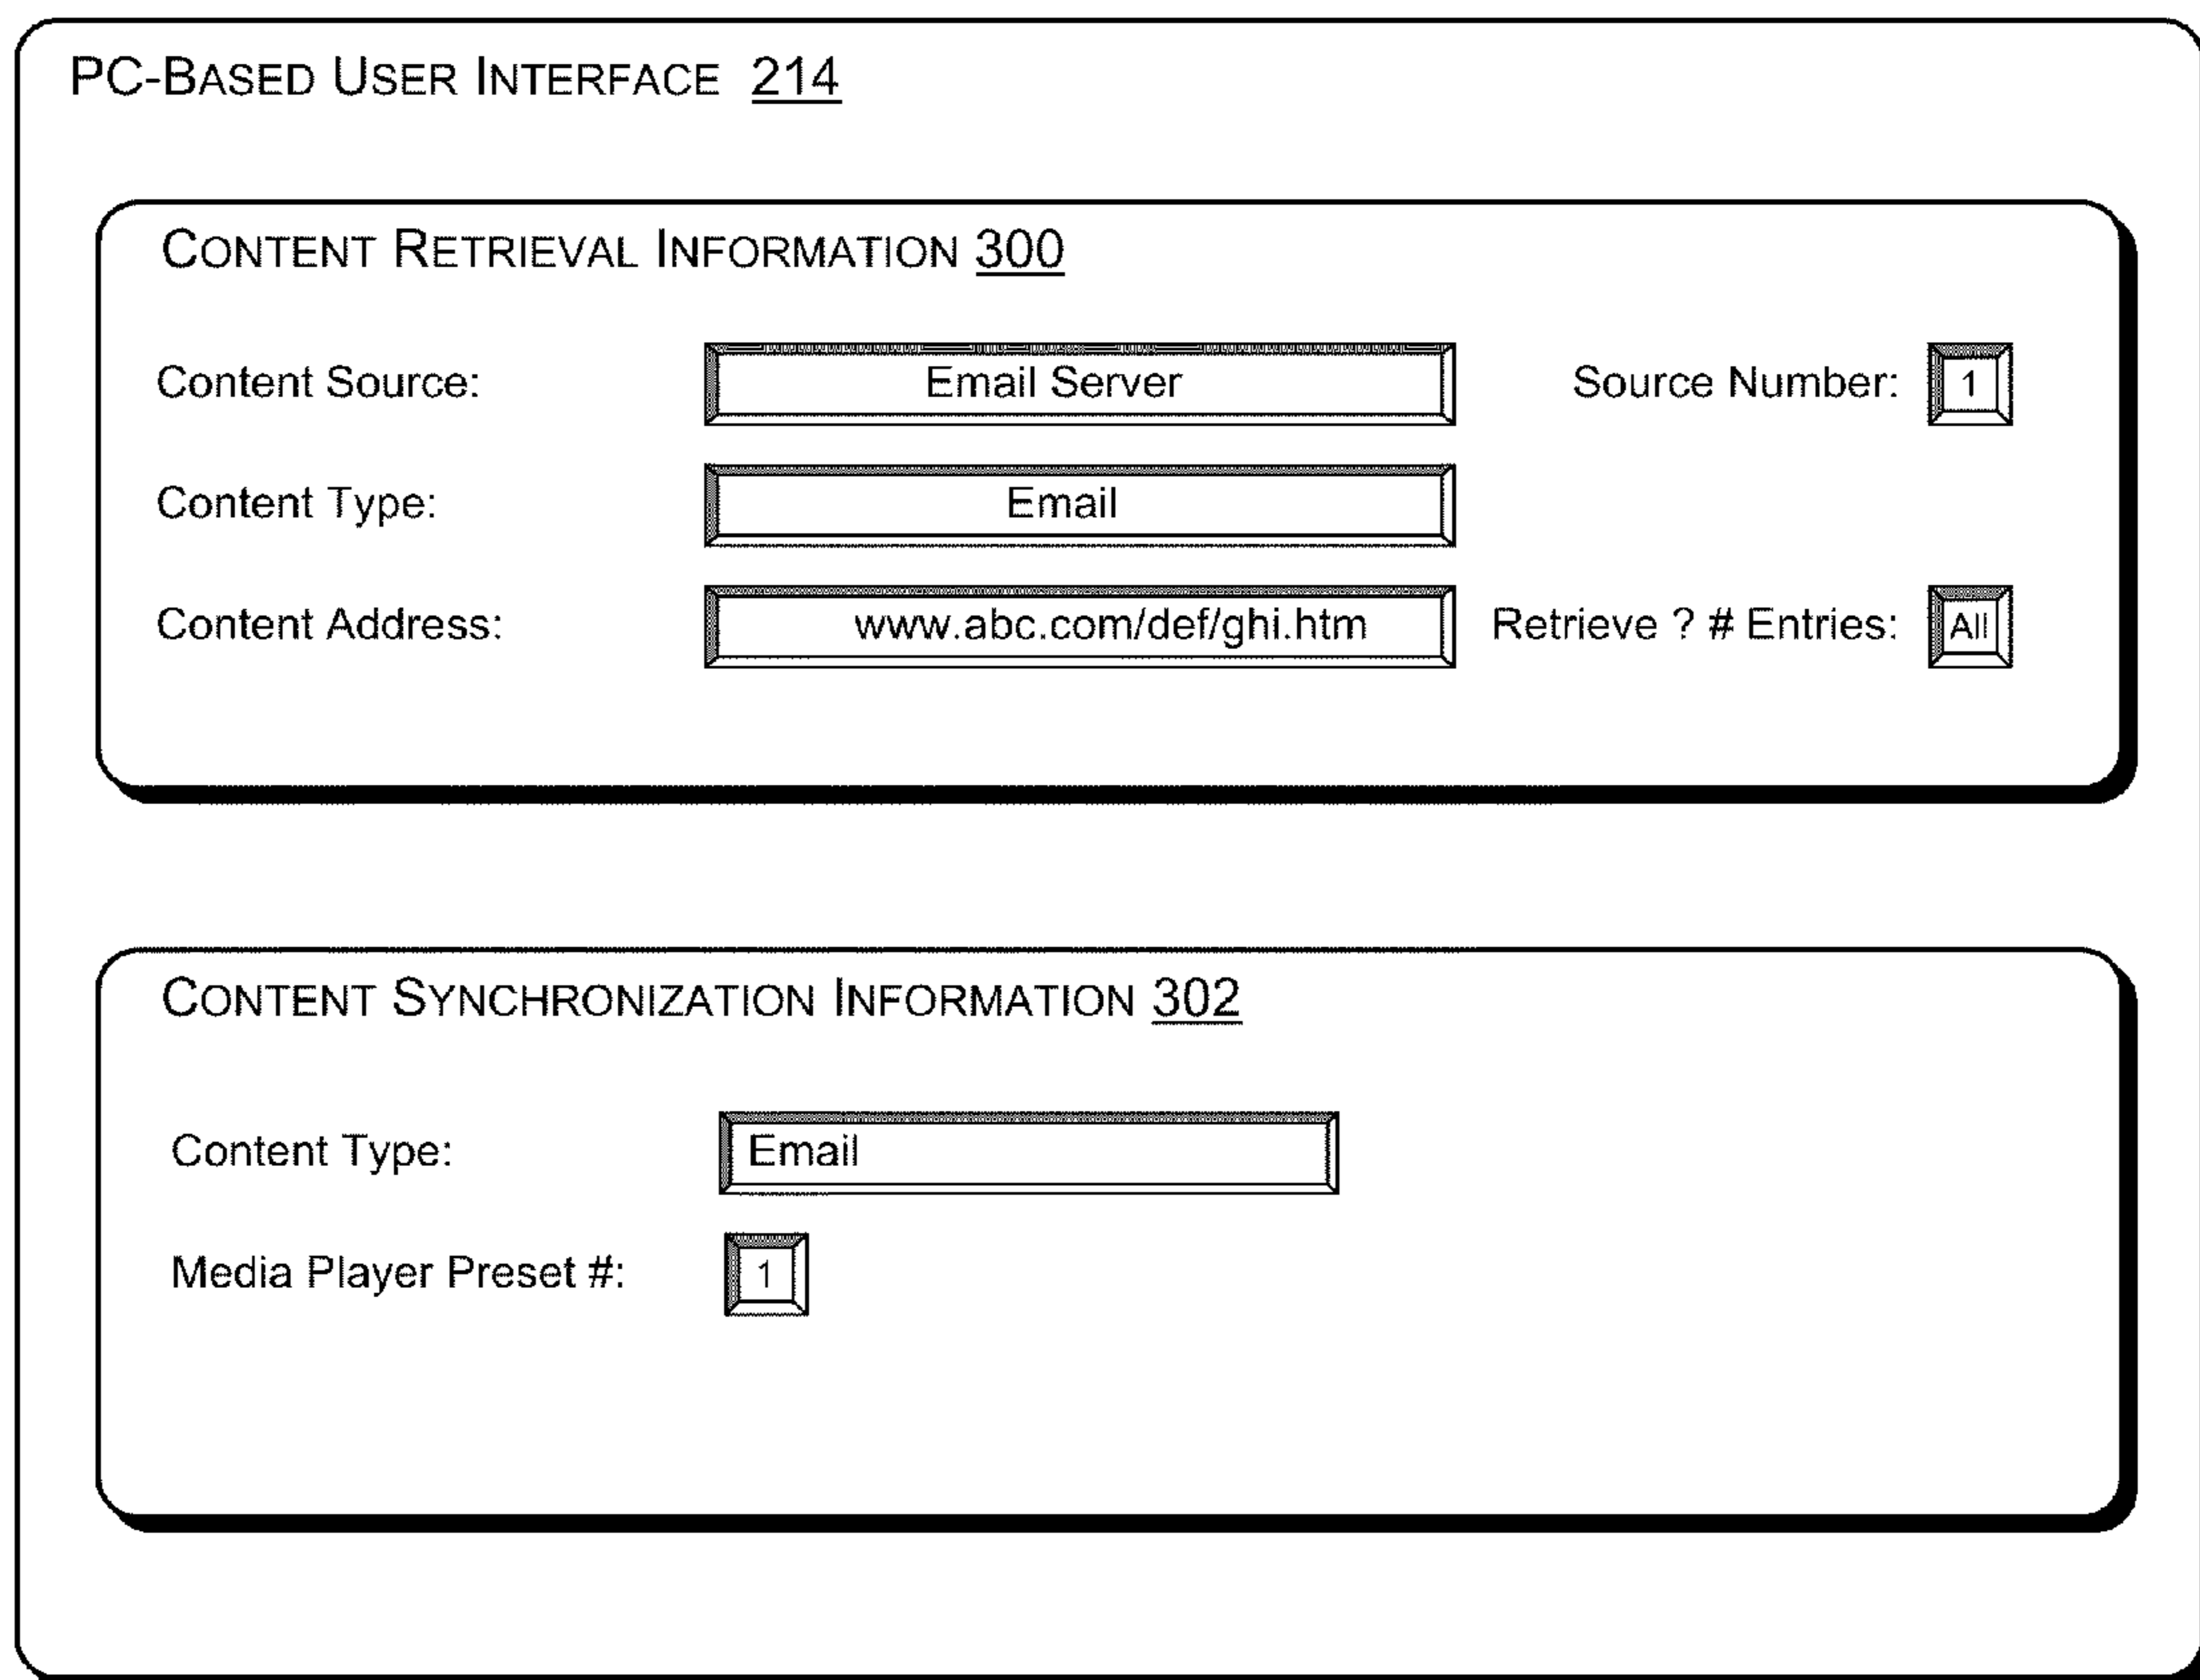 PC-BASED USER INTERFACE 214
CONTENT RETRIEVAL INFORMATION 300
Content Source: Email Server Source Number: 1
Content Type: Email
Content Address: www.abc.com/def/ghi.htm Retrieve ? # Entries: All
CONTENT SYNCHRONIZATION INFORMATION 302
Content Type: Email
Media Player Preset #: 1